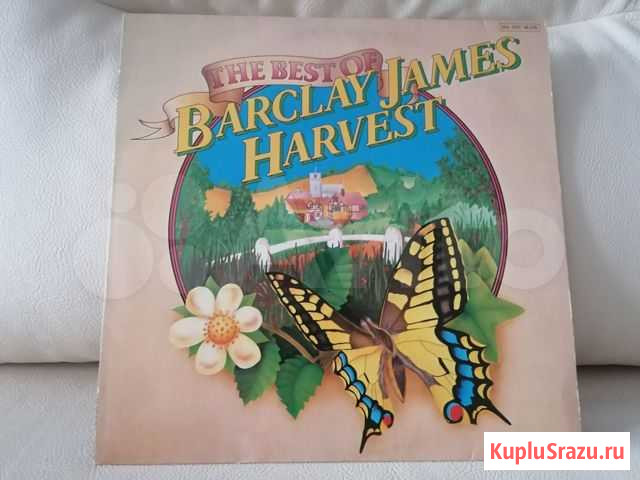 THE BEST OF
BARCLAY JAMES
HARVEST
KupluSrazu.ru